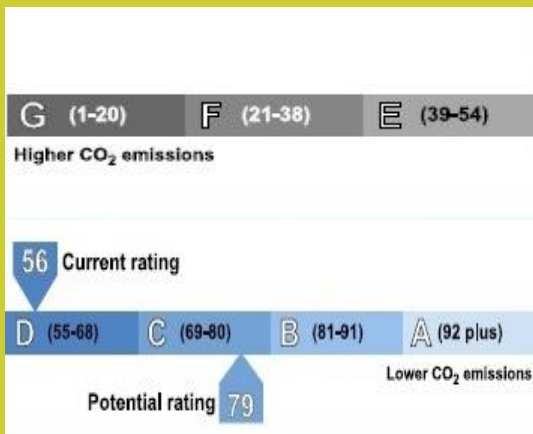 G (1-20) F (21-38) E (39-54)
Higher CO₂ emissions
56 Current rating
D (55-68) C (69-80) B (81-91) A (92 plus)
Lower CO₂ emissions
Potential rating 79